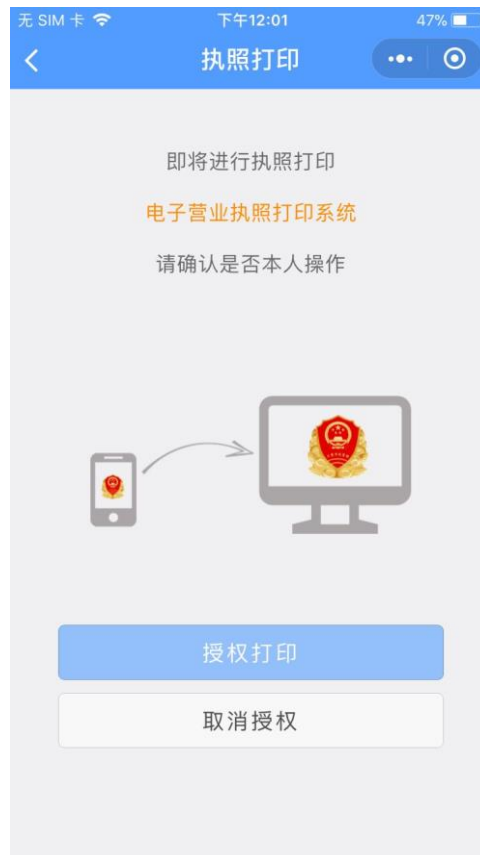 无 SIM 卡 下午12:01 47%
执照打印
即将进行执照打印
电子营业执照打印系统
请确认是否本人操作
授权打印
取消授权